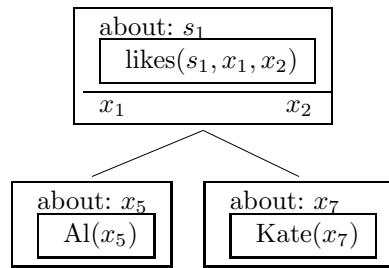 about: s₁
likes(s₁, x₁, x₂)
x₁ x₂
about: x₅ about: x₇
Al(x₅) Kate(x₇)